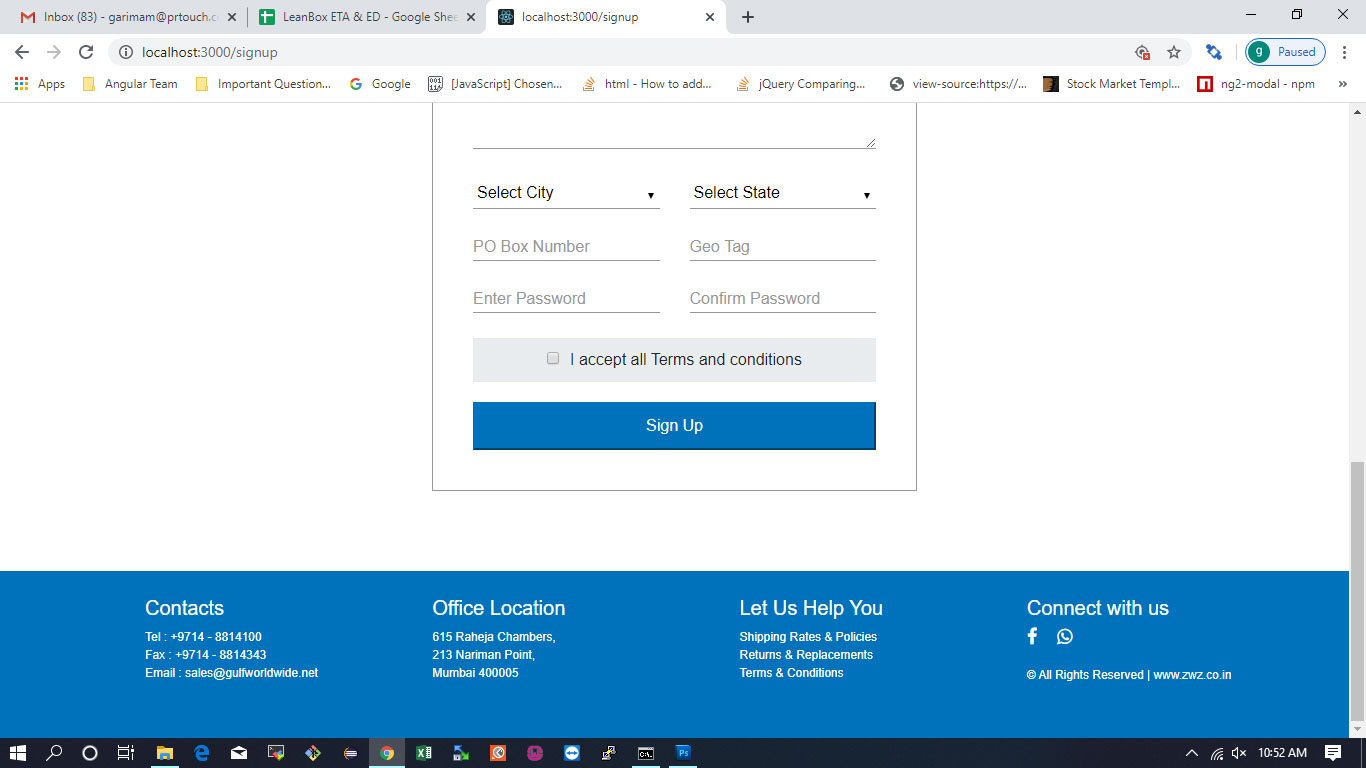 Inbox (83) - garimam@prtouch.c
LeanBox ETA & ED - Google Shee
localhost:3000/signup
localhost:3000/signup
g Paused
Apps
Angular Team
Important Question...
Google
[JavaScript] Chosen...
html - How to add...
jQuery Comparing...
view-source:https://...
Stock Market Templ...
ng2-modal - npm
»
Select City
Select State
PO Box Number
Geo Tag
Enter Password
Confirm Password
I accept all Terms and conditions
Sign Up
Contacts
Tel : +9714 - 8814100
Fax : +9714 - 8814343
Email : sales@gulfworldwide.net
Office Location
615 Raheja Chambers,
213 Nariman Point,
Mumbai 400005
Let Us Help You
Shipping Rates & Policies
Returns & Replacements
Terms & Conditions
Connect with us
© All Rights Reserved | www.zwz.co.in
Ps
10:52 AM